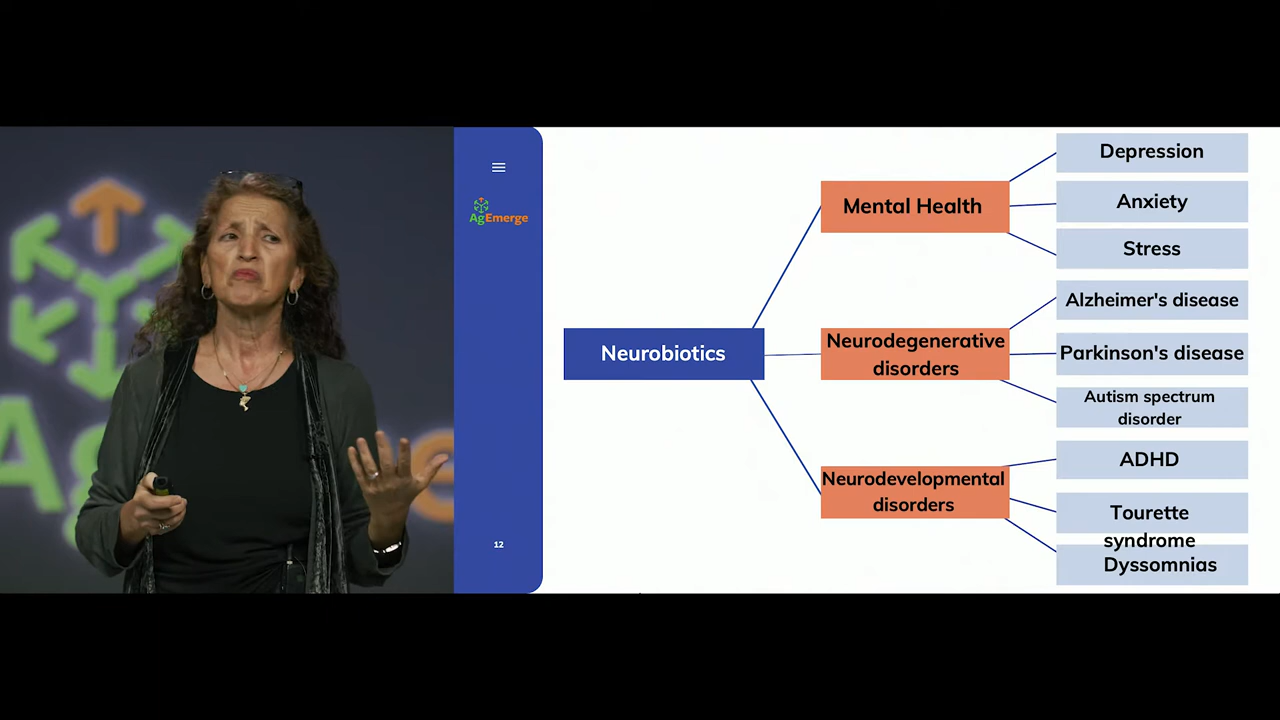 AgEmerge
12
Neurobiotics
Mental Health
Neurodegenerative
disorders
Neurodevelopmental
disorders
Depression
Anxiety
Stress
Alzheimer's disease
Parkinson's disease
Autism spectrum
disorder
ADHD
Tourette
syndrome
Dyssomnias
Ag
e